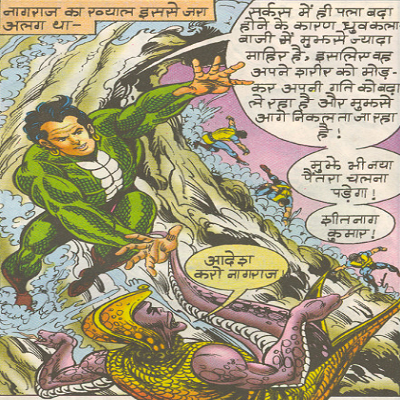 नागराज का ख्याल इससे जरा
अलग था-
सर्कस में ही पला बढ़ा
होने के कारण ध्रुव कला
बाजी में मुझसे ज्यादा
माहिर है, इसलिए वह
अपने शरीर को मोड़-
कर अपनी गति को बढ़ा
ले रहा है और मुझसे
आगे निकलता जा रहा
है!
मुझे भी नया
पैंतरा चलना
पड़ेगा!
शीतनाग
कुमार!
आदेश
करो नागराज!